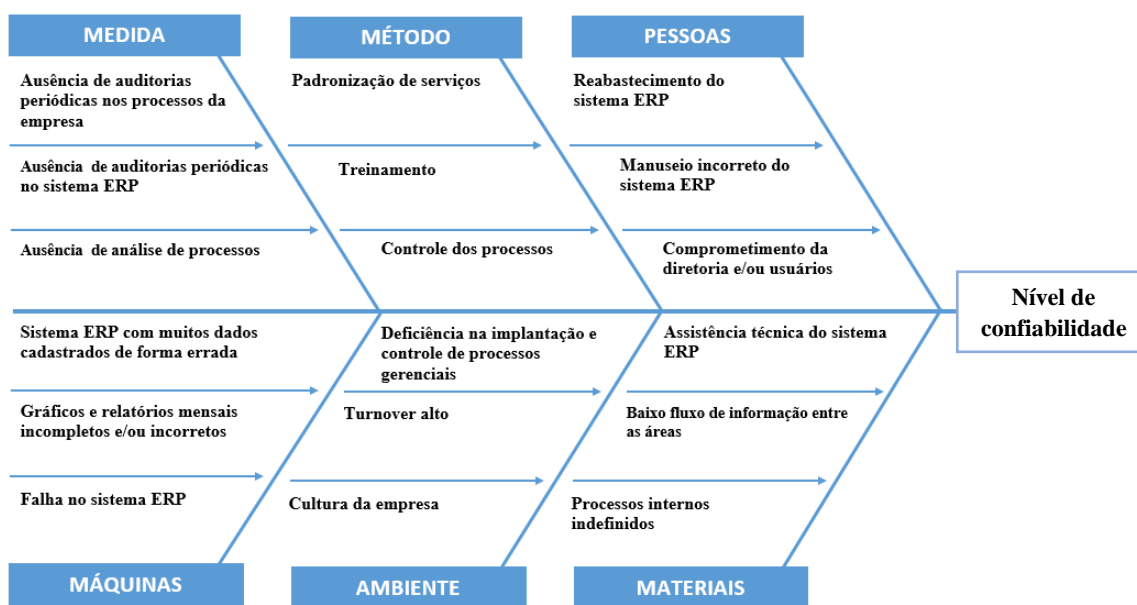 MEDIDA
Ausência de auditorias
periódicas nos processos da
empresa
Ausência de auditorias periódicas
no sistema ERP
Ausência de análise de processos
MÉTODO
Padronização de serviços
Treinamento
Controle dos processos
PESSOAS
Reabastecimento do
sistema ERP
Manuseio incorreto do
sistema ERP
Comprometimento da
diretoria e/ou usuários
Nível de
confiabilidade
Sistema ERP com muitos dados
cadastrados de forma errada
Gráficos e relatórios mensais
incompletos e/ou incorretos
Falha no sistema ERP
MÁQUINAS
Deficiência na implantação e
controle de processos
gerenciais
Turnover alto
Cultura da empresa
AMBIENTE
Assistência técnica do sistema
ERP
Baixo fluxo de informação entre
as áreas
Processos internos
indefinidos
MATERIAIS